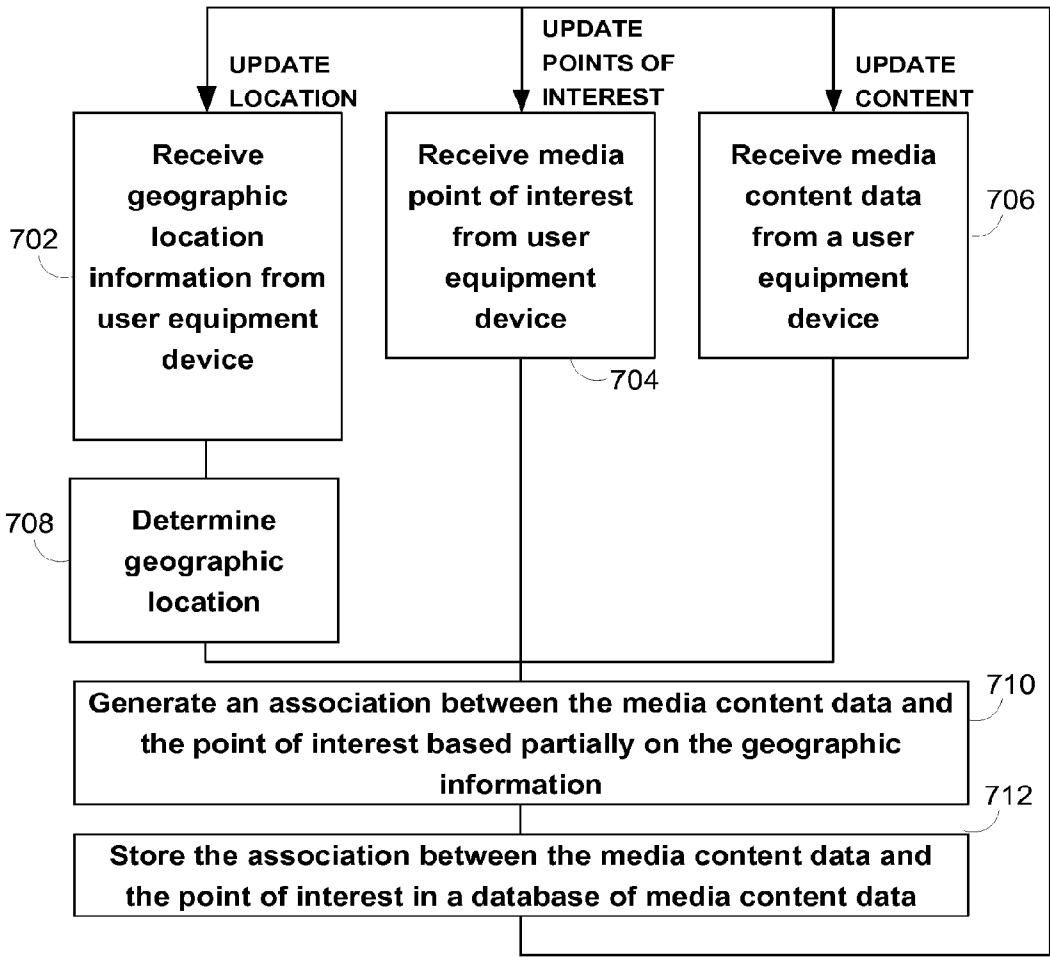 UPDATE
LOCATION
UPDATE
POINTS OF
INTEREST
UPDATE
CONTENT
Receive
geographic
location
information from
user equipment
device
702
Receive media
point of interest
from user
equipment
device
704
Receive media
content data
from a user
equipment
device
706
708
Determine
geographic
location
Generate an association between the media content data and
the point of interest based partially on the geographic
information
710
712
Store the association between the media content data and
the point of interest in a database of media content data